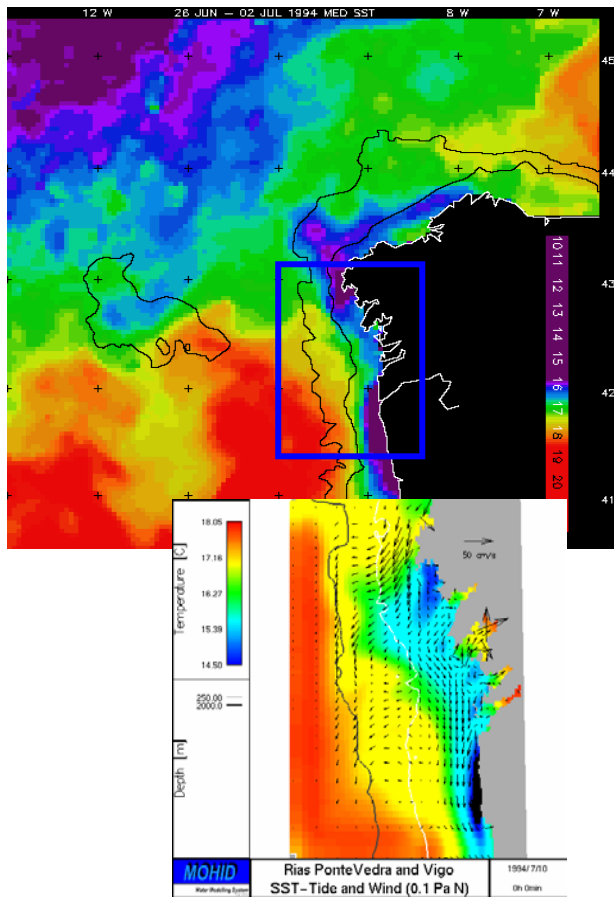 12 W 26 JUN – 02 JUL 1994 MED SST 8 W 7 W
45
44
43
42
41
10 11 12 13 14 15 16 17 18 19 20
Temperature [C]
18.05
17.16
16.27
15.39
14.50
50 cm/s
250.00
2000.0
Depth [m]
MOHID
Water Modelling System
Rias PonteVedra and Vigo
SST-Tide and Wind (0.1 Pa N)
1994/7/10
0h 0min